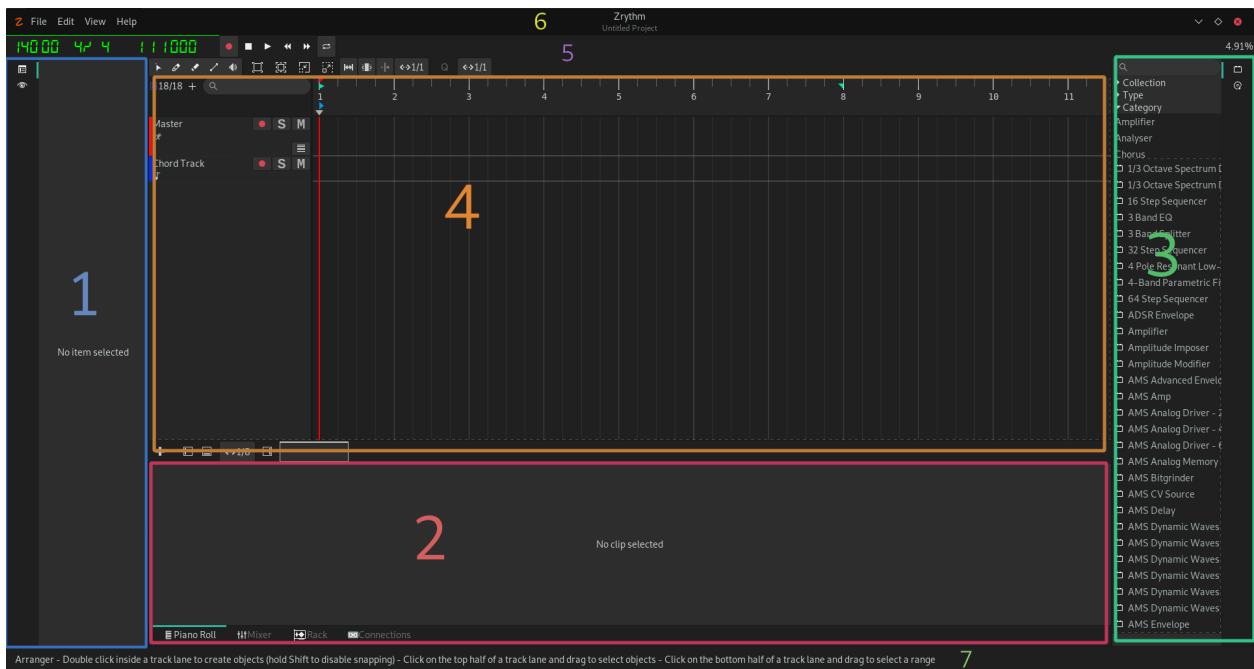 File Edit View Help
6
Zrythm
Untitled Project
140.00 4/ 4 1 1 1 000
5
4.91%
1/1
1/1
18/18
1 2 3 4 5 6 7 8 9 10 11
Master
S M
Chord Track
S M
4
1/8
1
No item selected
2
No clip selected
Piano Roll Mixer Rack Connections
Collection
Type
Category
Amplifier
Analyser
Chorus
1/3 Octave Spectrum
1/3 Octave Spectrum
16 Step Sequencer
3 Band EQ
3 Band Splitter
32 Step Sequencer
3
4 Pole Resonant Low-
4-Band Parametric Fi
64 Step Sequencer
ADSR Envelope
Amplifier
Amplitude Imposer
Amplitude Modifier
AMS Advanced Envelo
AMS Amp
AMS Analog Driver - 2
AMS Analog Driver - 4
AMS Analog Driver - 6
AMS Analog Memory
AMS Bitgrinder
AMS CV Source
AMS Delay
AMS Dynamic Waves
AMS Dynamic Waves
AMS Dynamic Waves
AMS Dynamic Waves
AMS Dynamic Waves
AMS Dynamic Waves
AMS Envelope
Arranger - Double click inside a track lane to create objects (hold Shift to disable snapping) - Click on the top half of a track lane and drag to select objects - Click on the bottom half of a track lane and drag to select a range
7